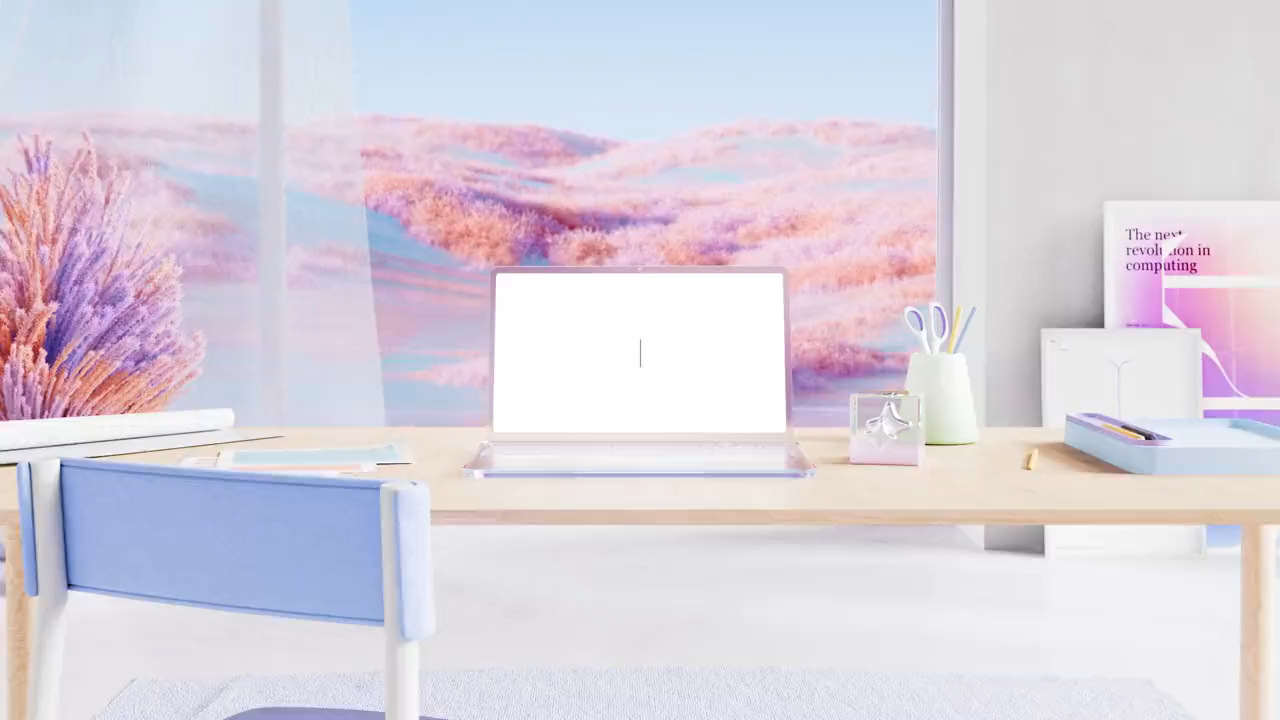 The next
revolution in
computing